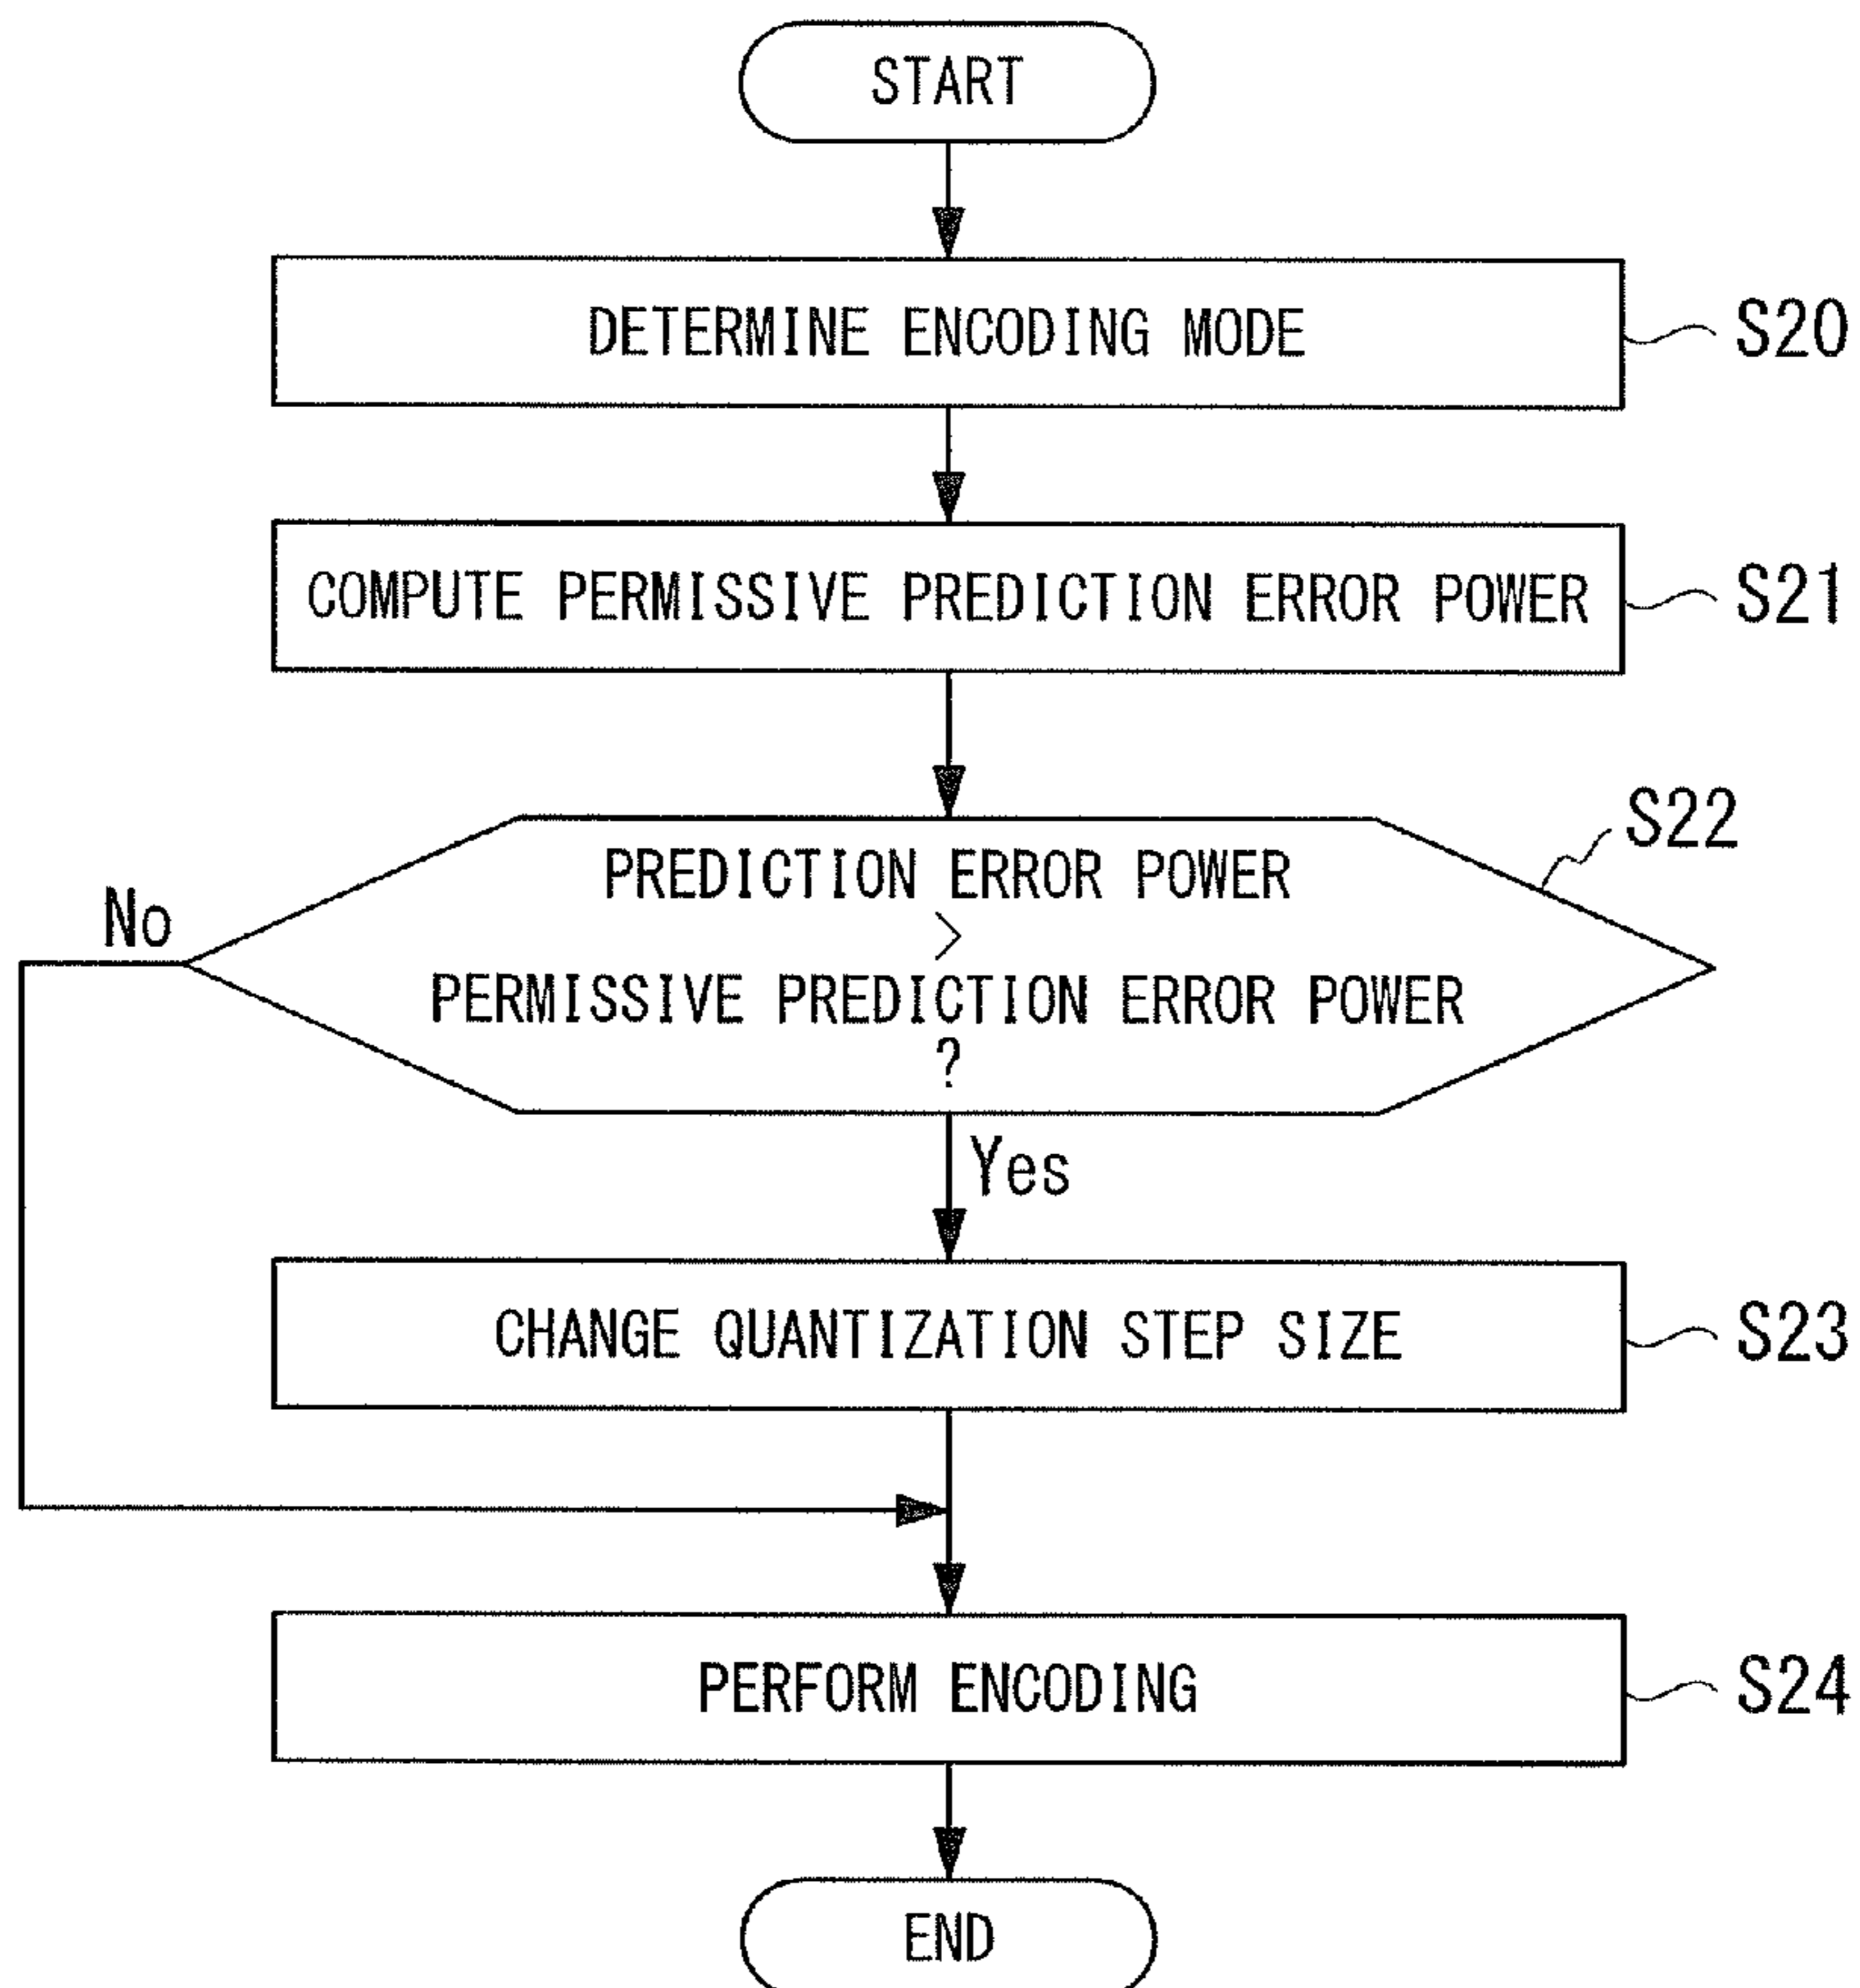 START
DETERMINE ENCODING MODE
S20
COMPUTE PERMISSIVE PREDICTION ERROR POWER
S21
S22
PREDICTION ERROR POWER
>
PERMISSIVE PREDICTION ERROR POWER
?
No
Yes
CHANGE QUANTIZATION STEP SIZE
S23
PERFORM ENCODING
S24
END